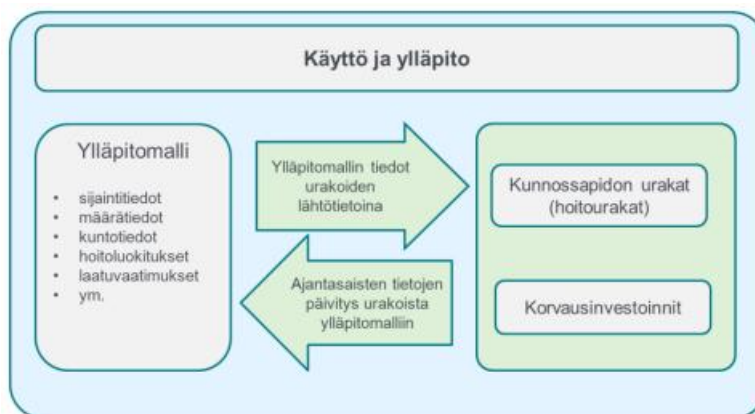 Käyttö ja ylläpito
Ylläpitomalli
• sijaintitiedot
• määrätiedot
• kuntotiedot
• hoitoluokitukset
• laatuvaatimukset
• ym.
Ylläpitomallin tiedot
urakoiden
lähtötietoina
Ajantasaisten tietojen
päivitys urakoista
ylläpitomalliin
Kunnossapidon urakat
(hoitourakat)
Korvausinvestoinnit